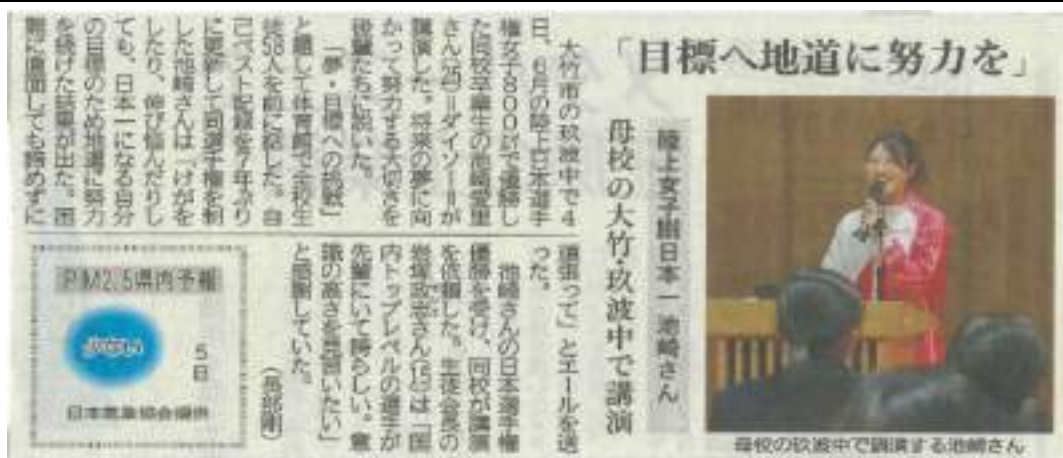 「目標へ地道に努力を」
陸上女子800日本一 池崎さん
母校の大竹・玖波中で講演
大竹市の玖波中で4
日、6月の陸上日本選手
権女子800㍍で優勝し
た同校卒業生の池崎愛里
さん(25)=ダイソー=が
講演した。将来の夢に向
かって努力する大切さを
後輩たちに説いた。
「夢・目標への挑戦」
と題して体育館で全校生
徒58人を前に話した。自
己ベスト記録を7年ぶり
に更新して同選手権を制
した池崎さんは「けがを
したり、伸び悩んだりし
ても、日本一になる自分
の目標のため地道に努力
を続けた結果が出た。困
難に直面しても諦めずに
頑張って」とエールを送
った。
池崎さんの日本選手権
優勝を受け、同校が講演
を依頼した。生徒会長の
岩塚政志さん(15)は「国
内トップレベルの選手が
先輩にいて誇らしい。意
識の高さを見習いたい」
と感謝していた。
母校の玖波中で講演する池崎さん
PM2.5県内予報
少ない
5日
日本気象協会提供